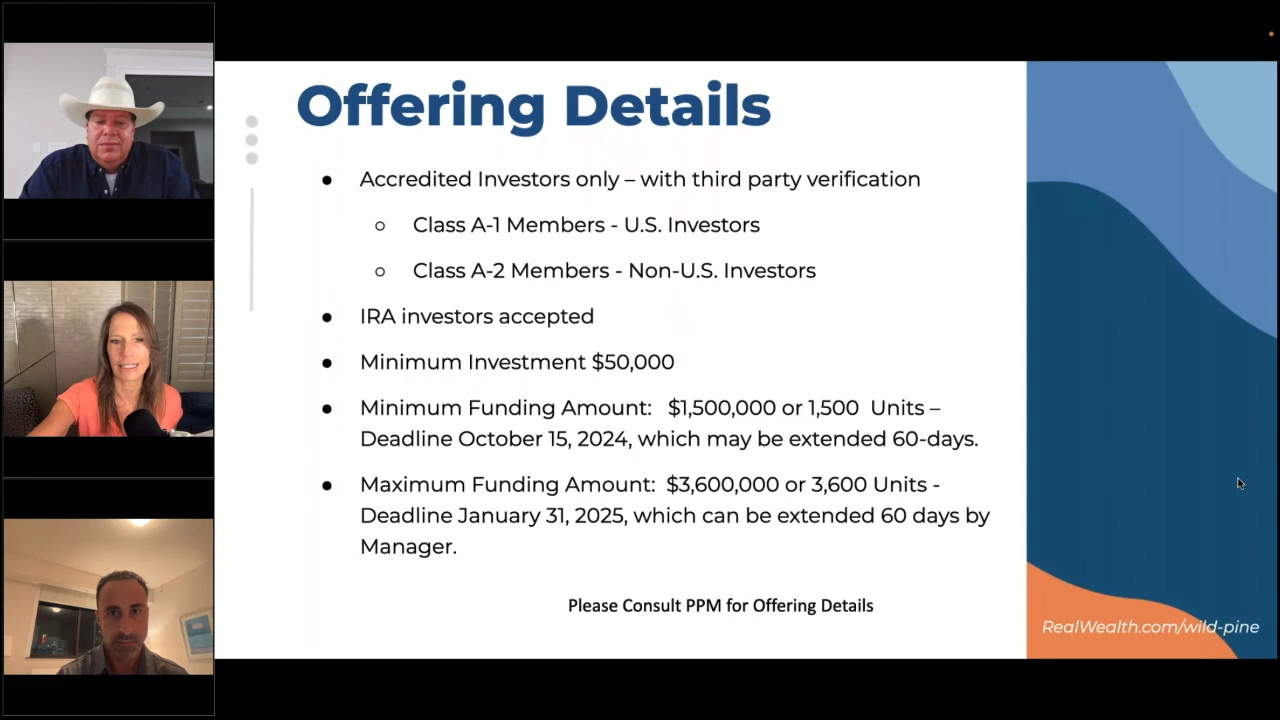 Offering Details
● Accredited Investors only – with third party verification
○ Class A-1 Members - U.S. Investors
○ Class A-2 Members - Non-U.S. Investors
● IRA investors accepted
● Minimum Investment $50,000
● Minimum Funding Amount: $1,500,000 or 1,500 Units –
Deadline October 15, 2024, which may be extended 60-days.
● Maximum Funding Amount: $3,600,000 or 3,600 Units -
Deadline January 31, 2025, which can be extended 60 days by
Manager.
Please Consult PPM for Offering Details
RealWealth.com/wild-pine